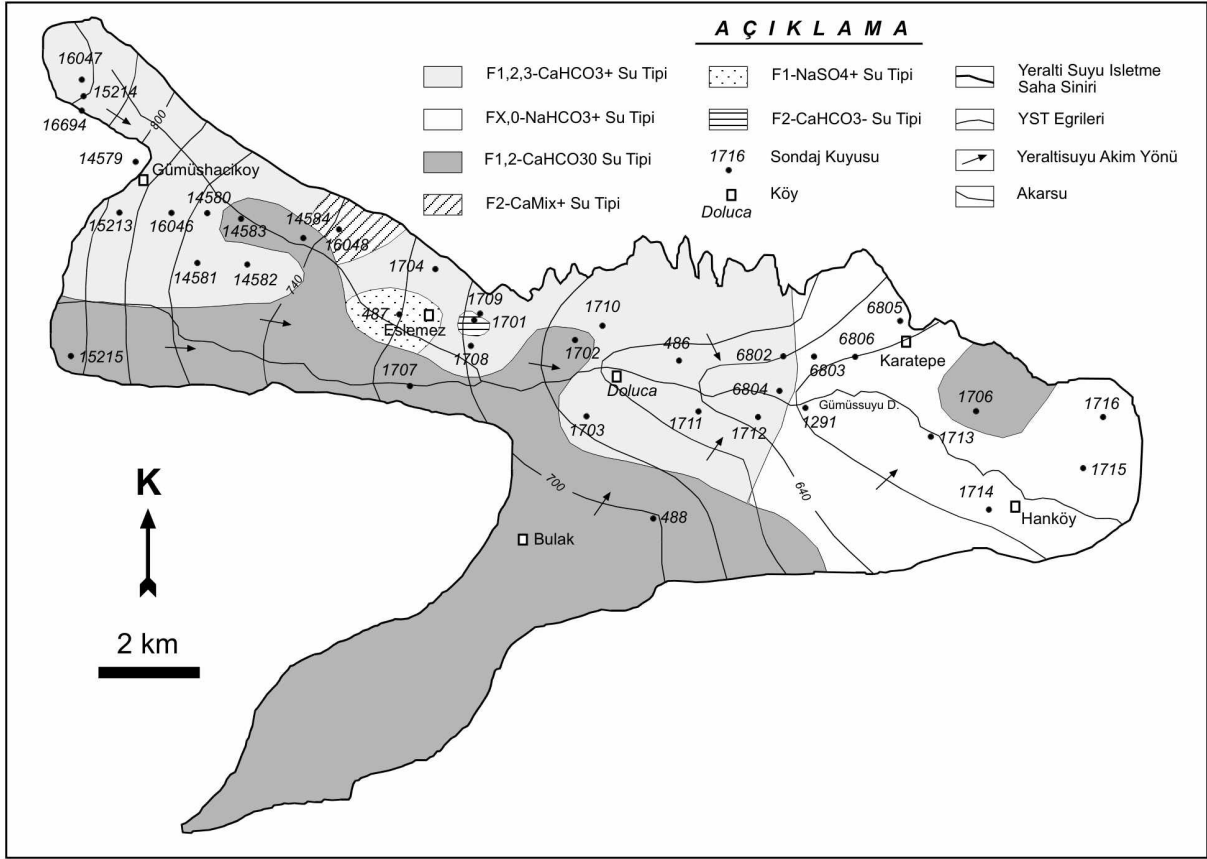 A Ç I K L A M A
F1,2,3-CaHCO3+ Su Tipi
FX,0-NaHCO3+ Su Tipi
F1,2-CaHCO30 Su Tipi
F2-CaMix+ Su Tipi
F1-NaSO4+ Su Tipi
F2-CaHCO3- Su Tipi
1716
Sondaj Kuyusu
Köy
Doluca
Yeralti Suyu Isletme
Saha Siniri
YST Egrileri
Yeraltisuyu Akim Yönü
Akarsu
16047
15214
16694
800
14579
Gümüshacikoy
14580
15213
16046
14583
14584
16048
14581
14582
740
1704
487
Eslemez
1709
1701
1708
1710
1702
15215
1707
486
6802
6803
6805
6806
Karatepe
Doluca
6804
Gümüssuyu D.
1291
1703
1711
1712
1706
1716
1713
1715
1714
Hanköy
700
640
488
Bulak
K
2 km